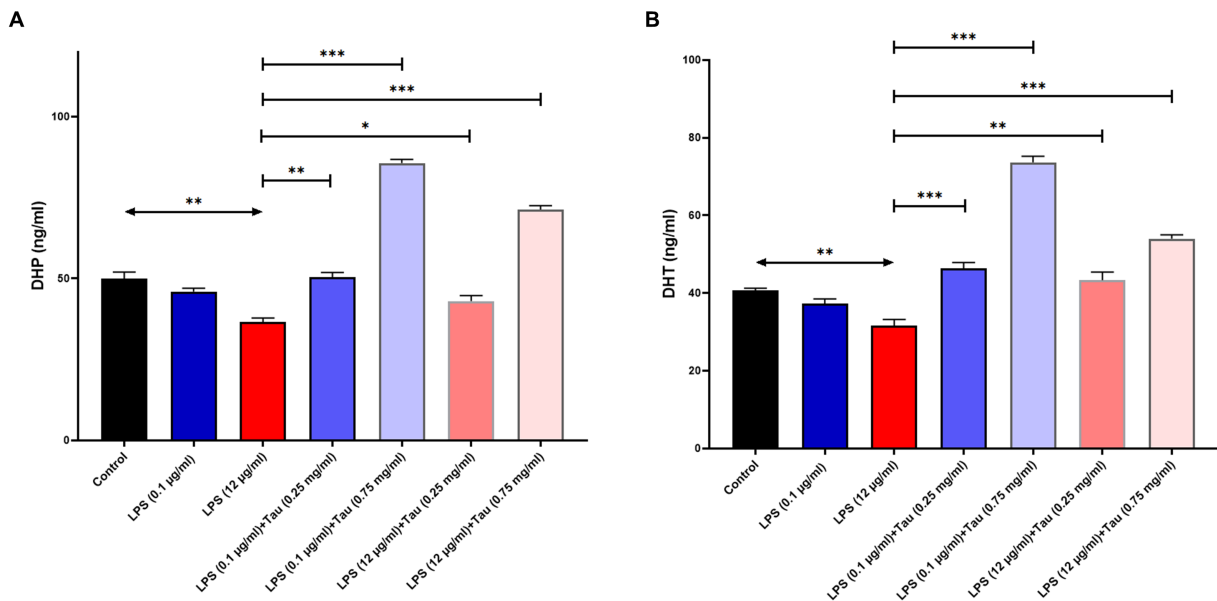 A
DHP (ng/ml)
100
50
0
***
***
*
**
**
Control
LPS (0.1 µg/ml)
LPS (12 µg/ml)
LPS (0.1 µg/ml)+Tau (0.25 mg/ml)
LPS (0.1 µg/ml)+Tau (0.75 mg/ml)
LPS (12 µg/ml)+Tau (0.25 mg/ml)
LPS (12 µg/ml)+Tau (0.75 mg/ml)
B
DHT (ng/ml)
100
80
60
40
20
0
***
***
**
***
**
Control
LPS (0.1 µg/ml)
LPS (12 µg/ml)
LPS (0.1 µg/ml)+Tau (0.25 mg/ml)
LPS (0.1 µg/ml)+Tau (0.75 mg/ml)
LPS (12 µg/ml)+Tau (0.25 mg/ml)
LPS (12 µg/ml)+Tau (0.75 mg/ml)